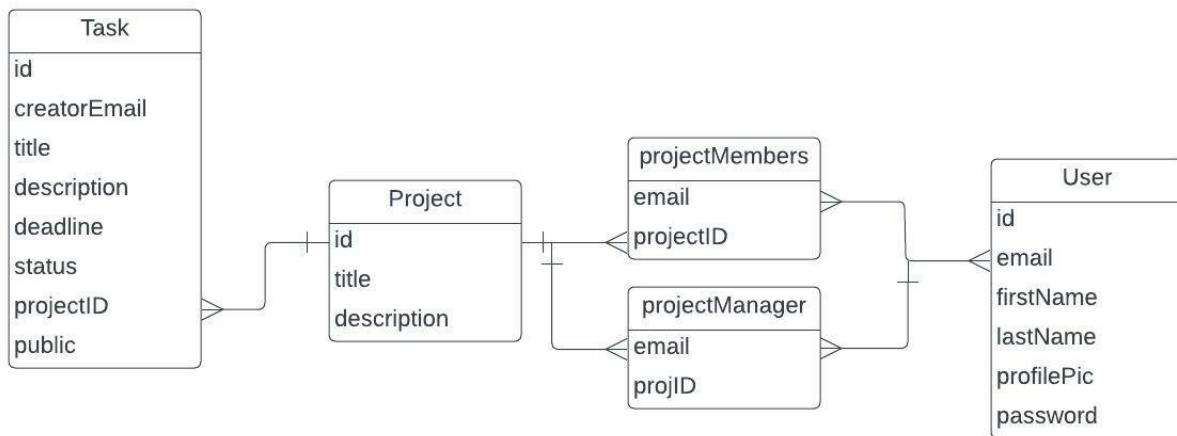 Task
id
creatorEmail
title
description
deadline
status
projectID
public
Project
id
title
description
projectMembers
email
projectID
projectManager
email
projID
User
id
email
firstName
lastName
profilePic
password